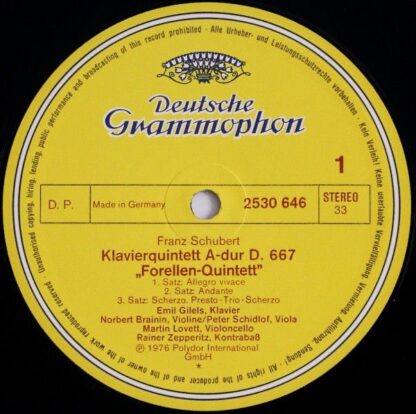 Deutsche
Grammophon
1
D. P.
Made in Germany
2530 646
STEREO
33
Franz Schubert
Klavierquintett A-dur D. 667
„Forellen-Quintett”
1. Satz: Allegro vivace
2. Satz: Andante
3. Satz: Scherzo. Presto - Trio - Scherzo
Emil Gilels, Klavier
Norbert Brainin, Violine/Peter Schidlof, Viola
Martin Lovett, Violoncello
Rainer Zepperitz, Kontrabaß
Ⓟ 1976 Polydor International
GmbH
*
Alle Urheber- und Leistungsschutzrechte vorbehalten · Kein Verleih! Keine unerlaubte Vervielfältigung, Vermietung, Aufführung, Sendung! · All rights of the producer and of the owner of the work reproduced reserved · Unauthorised copying, hiring, lending, public performance and broadcasting of this record prohibited ·